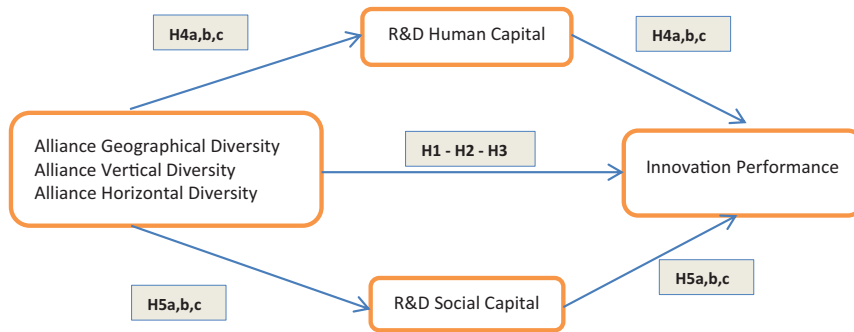 H4a,b,c
R&D Human Capital
H4a,b,c
Alliance Geographical Diversity
Alliance Vertical Diversity
Alliance Horizontal Diversity
H1 - H2 - H3
Innovation Performance
H5a,b,c
R&D Social Capital
H5a,b,c